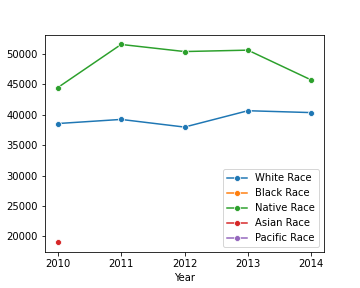 50000
45000
40000
35000
30000
25000
20000
White Race
Black Race
Native Race
Asian Race
Pacific Race
2010 2011 2012 2013 2014
Year